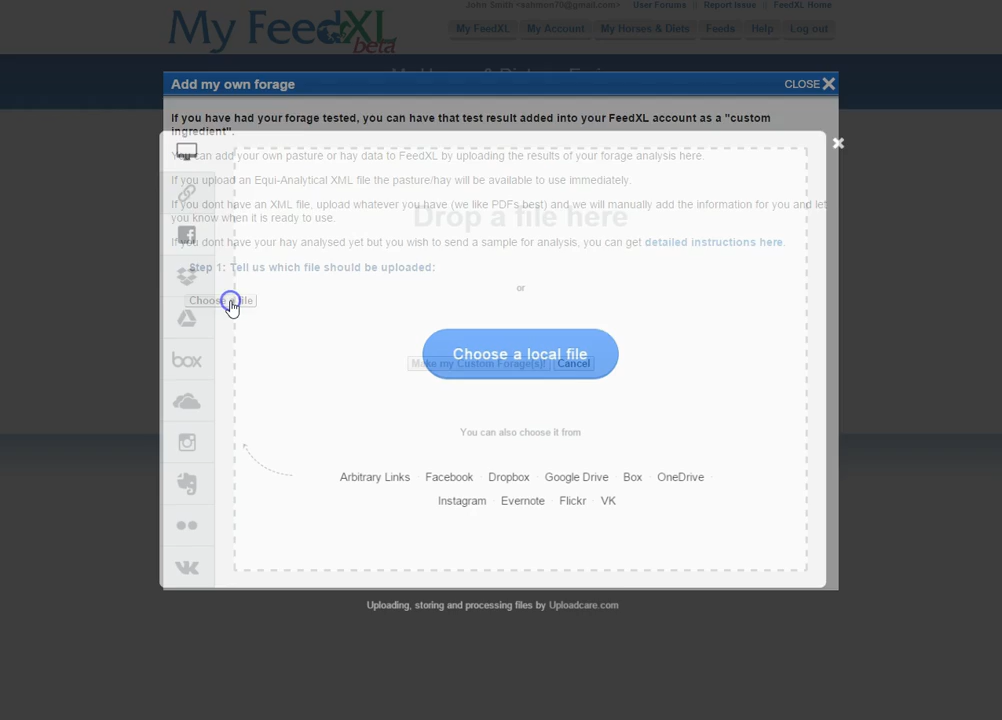 John Smith <satimon70@gmail.com> User Forums :: Report Issue :: FeedXL Home
My FeedXL beta
My FeedXL My Account My Horses & Diets Feeds Help Log out
Add my own forage
CLOSE
If you have had your forage tested, you can have that test result added into your FeedXL account as a "custom
ingredient".
You can add your own pasture or hay data to FeedXL by uploading the results of your forage analysis here.
If you upload an Equi-Analytical XML file the pasture/hay will be available to use immediately.
If you dont have an XML file, upload whatever you have (we like PDFs best) and we will manually add the information for you and let
you know when it is ready to use.
Drop a file here
If you dont have your hay analysed yet but you wish to send a sample for analysis, you can get detailed instructions here.
Step 1: Tell us which file should be uploaded:
or
Choose a file
Choose a local file
Make my Custom Forage(s)! Cancel
You can also choose it from
Arbitrary Links Facebook Dropbox Google Drive Box OneDrive
Instagram Evernote Flickr VK
box
Uploading, storing and processing files by Uploadcare.com